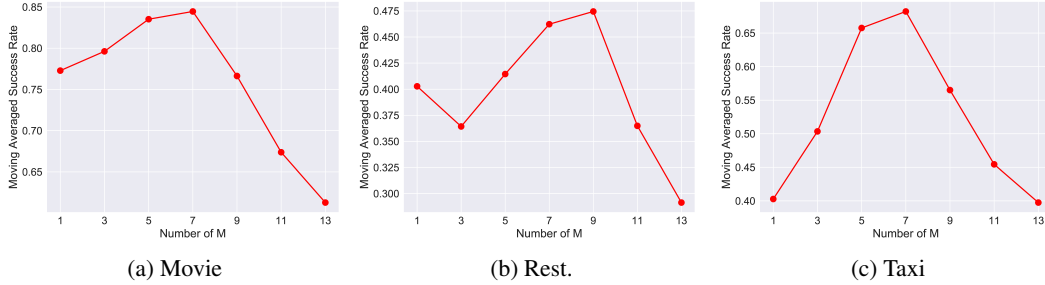 Moving Averaged Success Rate
0.85
0.80
0.75
0.70
0.65
1 3 5 7 9 11 13
Number of M
(a) Movie
Moving Averaged Success Rate
0.475
0.450
0.425
0.400
0.375
0.350
0.325
0.300
1 3 5 7 9 11 13
Number of M
(b) Rest.
Moving Averaged Success Rate
0.65
0.60
0.55
0.50
0.45
0.40
1 3 5 7 9 11 13
Number of M
(c) Taxi